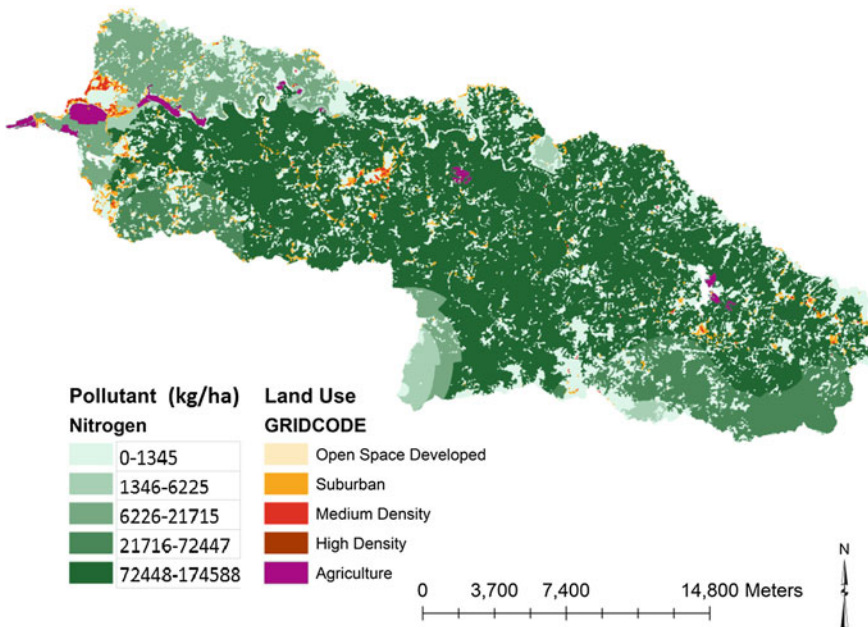 Pollutant (kg/ha)
Nitrogen
0-1345
1346-6225
6226-21715
21716-72447
72448-174588
Land Use
GRIDCODE
Open Space Developed
Suburban
Medium Density
High Density
Agriculture
0 3,700 7,400 14,800 Meters
N